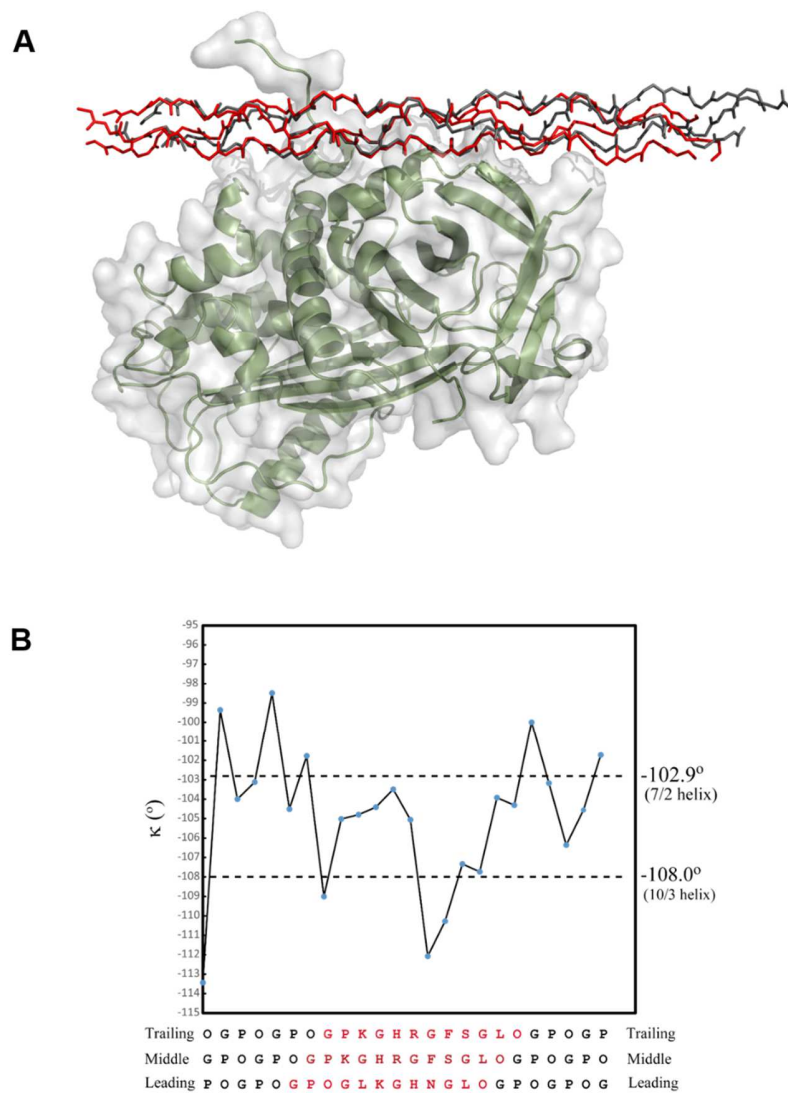 A
B
-95
-96
-97
-98
-99
-100
-101
-102
-103
-104
-105
-106
-107
-108
-109
-110
-111
-112
-113
-114
-115
κ (°)
-102.9°
(7/2 helix)
-108.0°
(10/3 helix)
Trailing O G P O G P O G P K G H R G F S G L O G P O G P Trailing
Middle G P O G P O G P K G H R G F S G L O G P O G P O Middle
Leading P O G P O G P O G L K G H N G L O G P O G P O G Leading